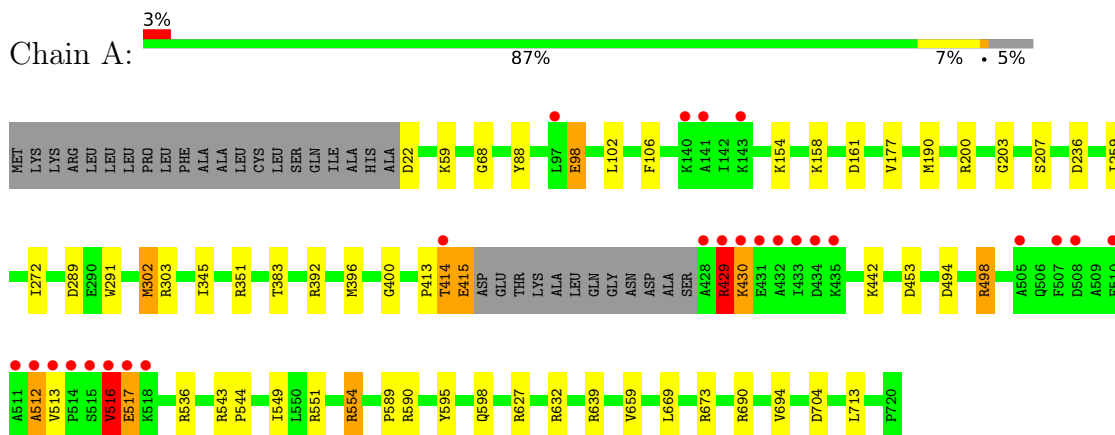 3%
Chain A:
87% 7% • 5%
MET LYS LYS ARG LEU LEU LEU PRO LEU PHE ALA ALA LEU CYS LEU SER GLN ILE ALA HIS ALA D22 K59 G68 Y88 L97 E98 L102 F106 K140 A141 I142 K143 K154 K158 D161 V177 M190 R200 G203 S207 D236
I272 D289 E290 W291 M302 R303 I345 R351 T383 R392 M396 G400 P413 T414 E415 ASP GLU THR LYS ALA LEU GLN GLY ASN ASP ALA SER A428 R429 K430 E431 A432 I433 D434 K435 K442 D453 D494 R498 A505 Q506 F507 D508 A509
A511 A512 V513 P514 S515 V516 E517 K518 R536 R543 P544 I549 L550 R551 R554 P589 R590 Y595 Q598 R627 R632 R639 V659 L669 R673 R690 V694 D704 L713 P720